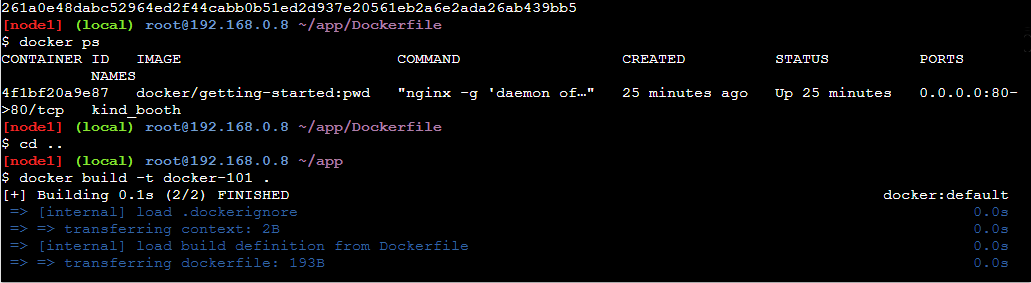 261a0e48dabc52964ed2f44cabb0b51ed2d937e20561eb2a6e2ada26ab439bb5
[node1] (local) root@192.168.0.8 ~/app/Dockerfile
$ docker ps
CONTAINER ID   IMAGE                        COMMAND                  CREATED          STATUS          PORTS
           NAMES
4f1bf20a9e87   docker/getting-started:pwd   "nginx -g 'daemon of…"   25 minutes ago   Up 25 minutes   0.0.0.0:80-
>80/tcp   kind_booth
[node1] (local) root@192.168.0.8 ~/app/Dockerfile
$ cd ..
[node1] (local) root@192.168.0.8 ~/app
$ docker build -t docker-101 .
[+] Building 0.1s (2/2) FINISHED                                          docker:default
 => [internal] load .dockerignore                                                    0.0s
 => => transferring context: 2B                                                      0.0s
 => [internal] load build definition from Dockerfile                                 0.0s
 => => transferring dockerfile: 193B                                                 0.0s